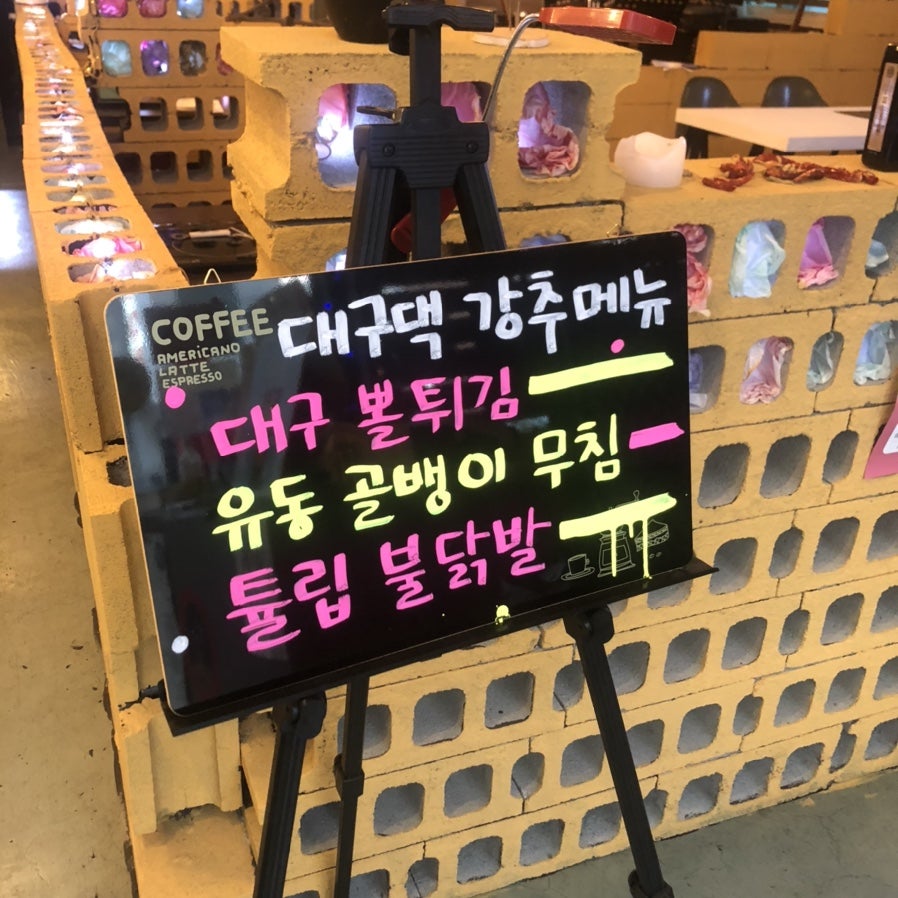 COFFEE
AMERICANO
LATTE
ESPRESSO
대구댁 강추메뉴
대구 뽈튀김
유동 골뱅이 무침
튤립 불닭발